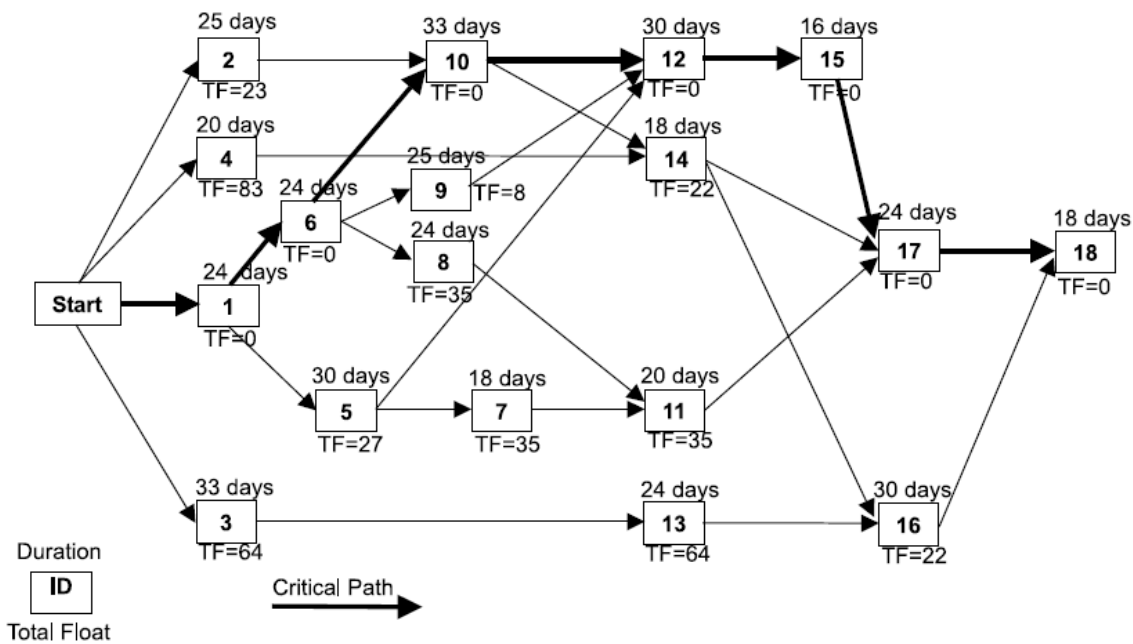 25 days
2
TF=23
33 days
10
TF=0
30 days
12
TF=0
16 days
15
TF=0
20 days
4
TF=83
18 days
14
TF=22
25 days
9
TF=8
24 days
6
TF=0
24 days
8
TF=35
24 days
17
TF=0
18 days
18
TF=0
Start
24 days
1
TF=0
30 days
5
TF=27
18 days
7
TF=35
20 days
11
TF=35
33 days
3
TF=64
24 days
13
TF=64
30 days
16
TF=22
Duration
ID
Total Float
Critical Path